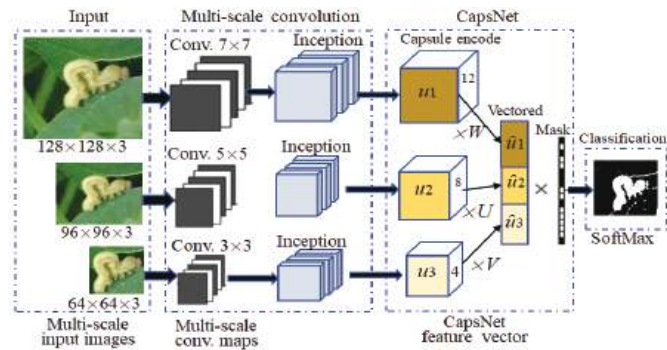 Input
Multi-scale convolution
CapsNet
Conv. 7×7
Inception
Capsule encode
u1
12
Vectored
×W
û1
Mask
Classification
128×128×3
Conv. 5×5
Inception
u2
8
×U
û2
×
û3
SoftMax
96×96×3
Conv. 3×3
Inception
u3
4
×V
64×64×3
Multi-scale
input images
Multi-scale
conv. maps
CapsNet
feature vector